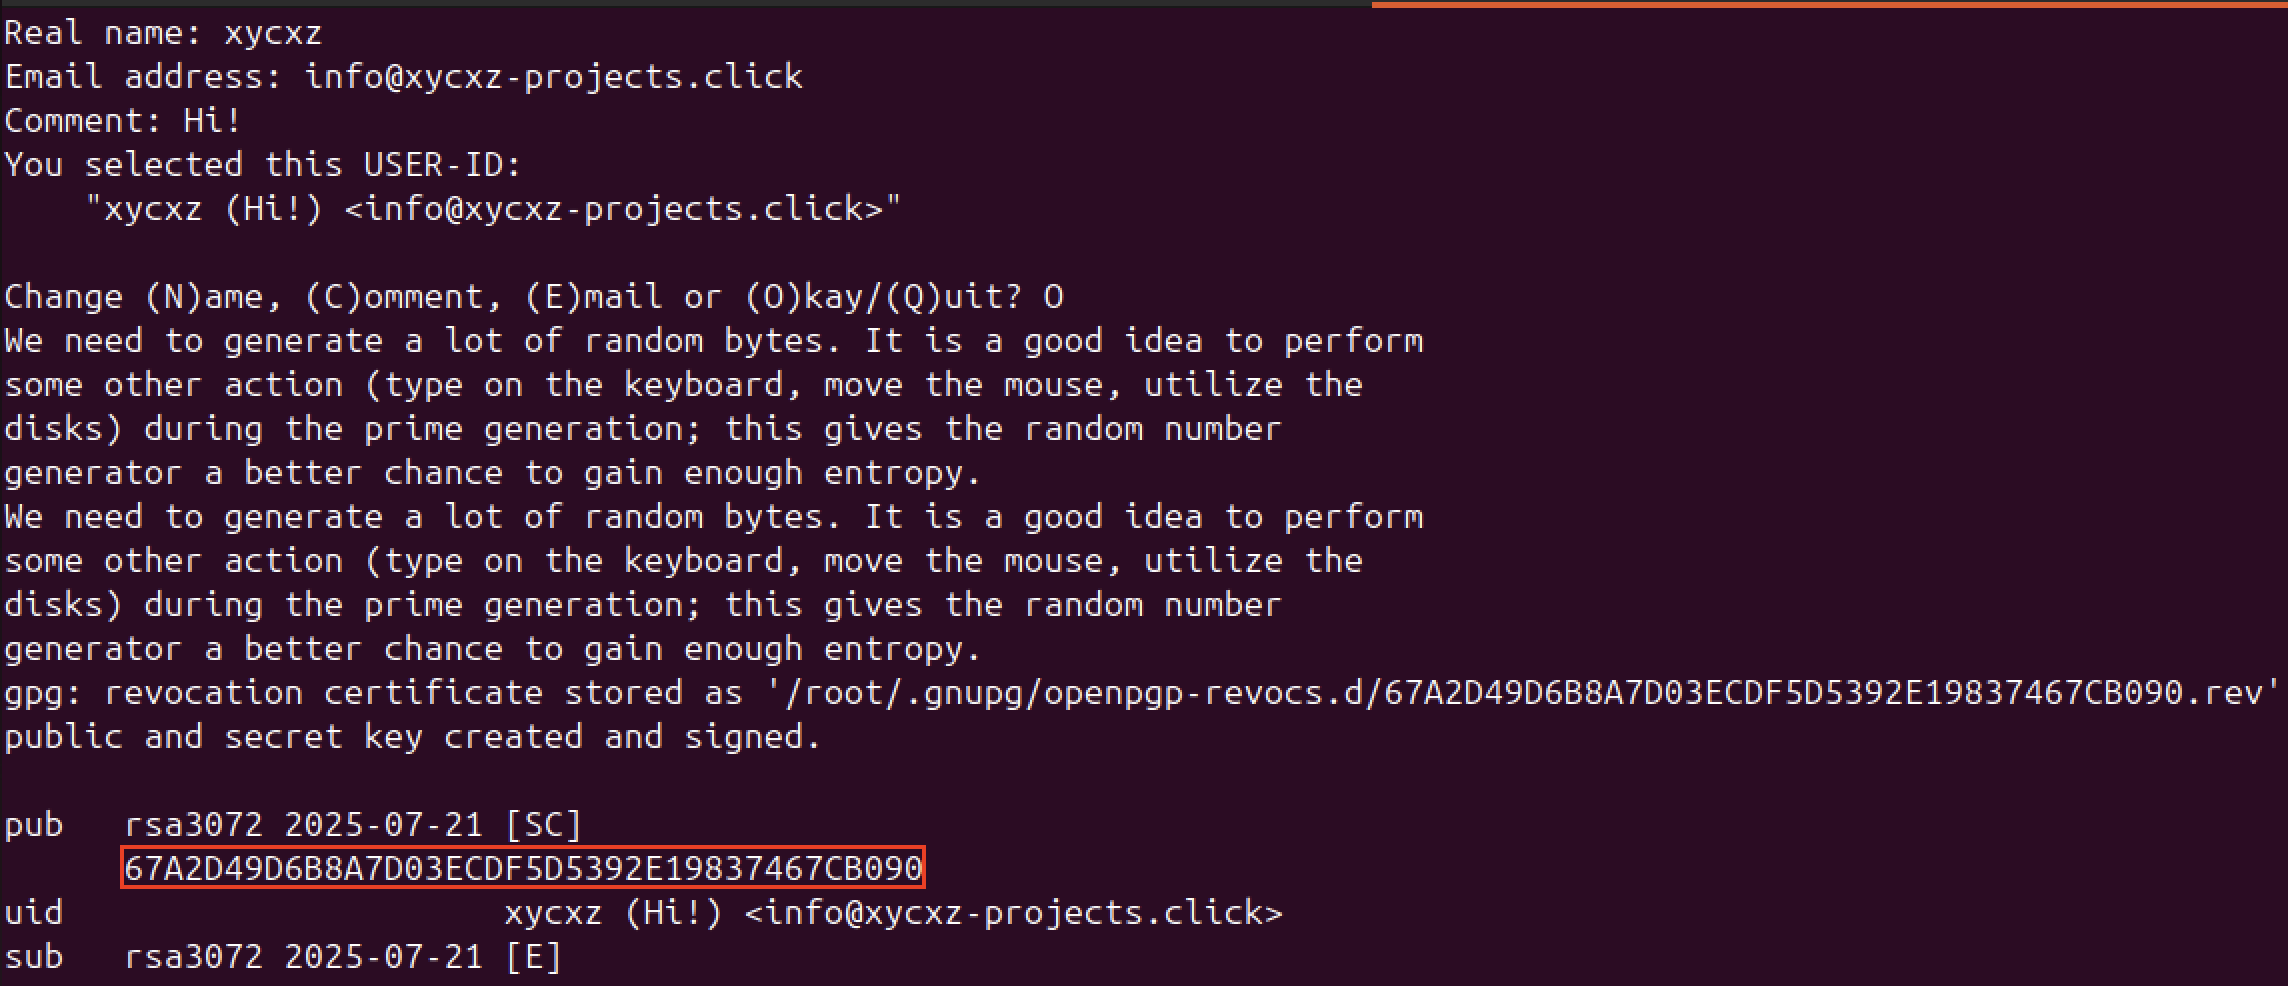 Real name: xycxz
Email address: info@xycxz-projects.click
Comment: Hi!
You selected this USER-ID:
    "xycxz (Hi!) <info@xycxz-projects.click>"

Change (N)ame, (C)omment, (E)mail or (O)kay/(Q)uit? O
We need to generate a lot of random bytes. It is a good idea to perform
some other action (type on the keyboard, move the mouse, utilize the
disks) during the prime generation; this gives the random number
generator a better chance to gain enough entropy.
We need to generate a lot of random bytes. It is a good idea to perform
some other action (type on the keyboard, move the mouse, utilize the
disks) during the prime generation; this gives the random number
generator a better chance to gain enough entropy.
gpg: revocation certificate stored as '/root/.gnupg/openpgp-revocs.d/67A2D49D6B8A7D03ECDF5D5392E19837467CB090.rev'
public and secret key created and signed.

pub   rsa3072 2025-07-21 [SC]
      67A2D49D6B8A7D03ECDF5D5392E19837467CB090
uid                      xycxz (Hi!) <info@xycxz-projects.click>
sub   rsa3072 2025-07-21 [E]